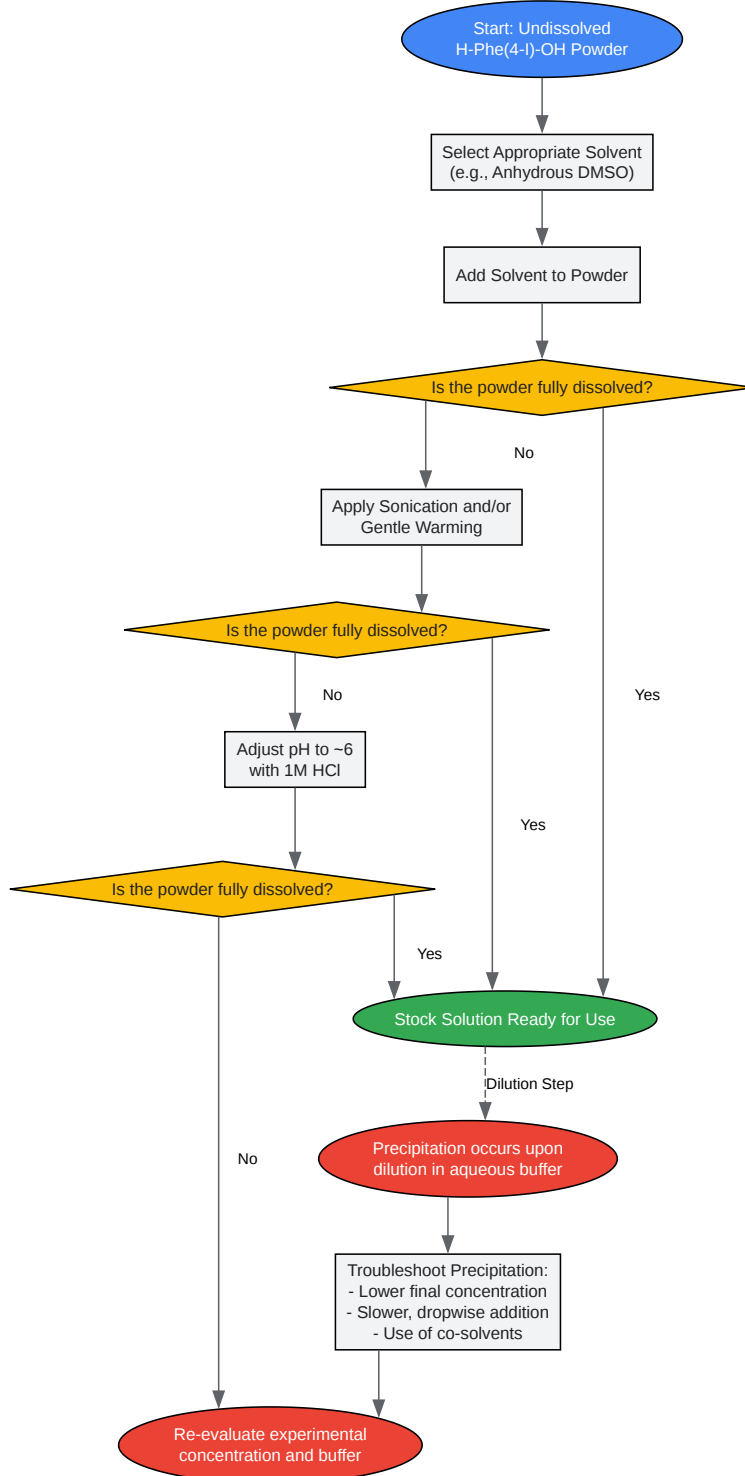 Start: Undissolved
H-Phe(4-I)-OH Powder
Select Appropriate Solvent
(e.g., Anhydrous DMSO)
Add Solvent to Powder
Is the powder fully dissolved?
No
Apply Sonication and/or
Gentle Warming
Is the powder fully dissolved?
No
Yes
Adjust pH to ~6
with 1M HCl
Yes
Is the powder fully dissolved?
Yes
Stock Solution Ready for Use
Dilution Step
Precipitation occurs upon
dilution in aqueous buffer
No
Troubleshoot Precipitation:
- Lower final concentration
- Slower, dropwise addition
- Use of co-solvents
Re-evaluate experimental
concentration and buffer